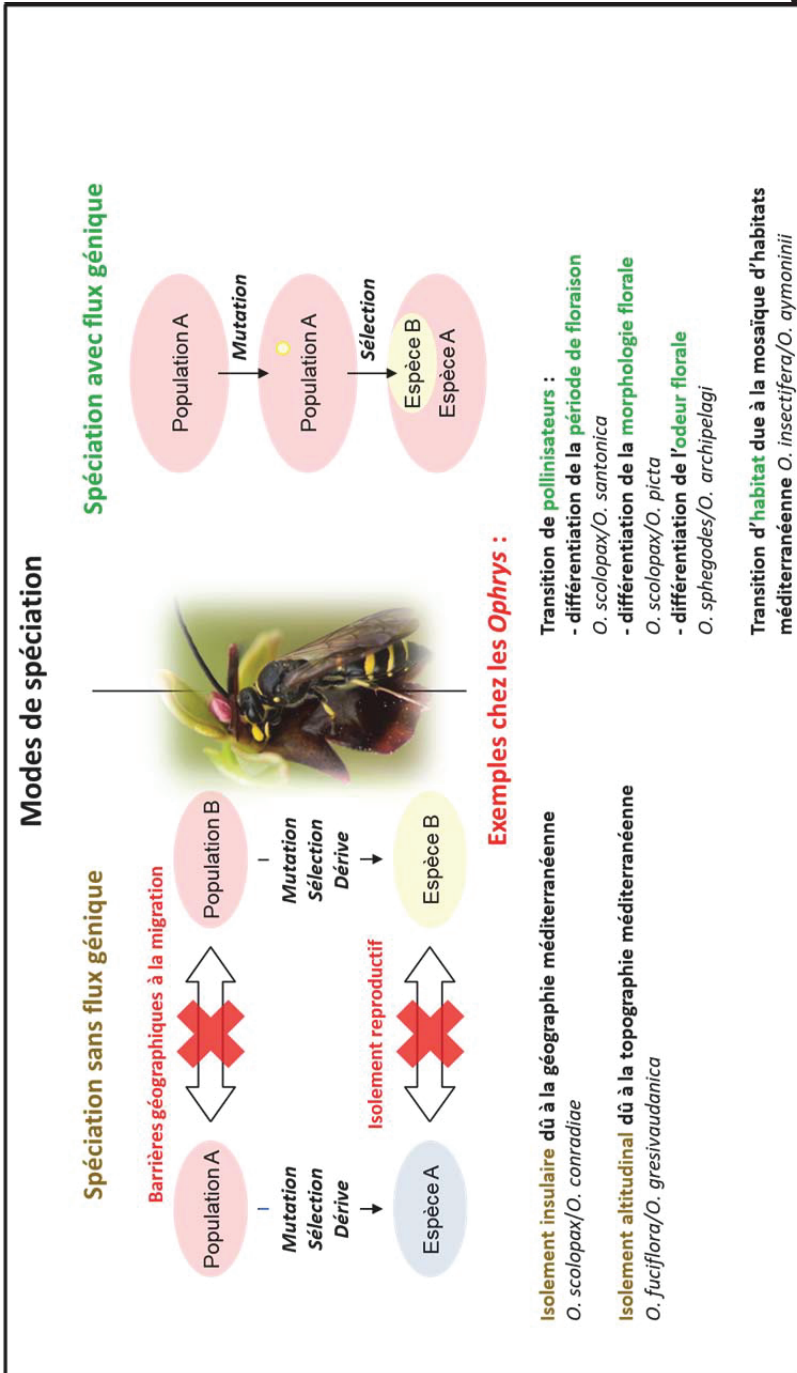 Modes de spéciation
Spéciation sans flux génique
Barrières géographiques à la migration
Population A
Population B
Mutation
Sélection
Dérive
Mutation
Sélection
Dérive
Isolement reproductif
Espèce A
Espèce B
Spéciation avec flux génique
Population A
Mutation
Population A
Sélection
Espèce B
Espèce A
Exemples chez les Ophrys :
Isolement insulaire dû à la géographie méditerranéenne
O. scolopax/O. conradiae
Isolement altitudinal dû à la topographie méditerranéenne
O. fuciflora/O. gresivaudanica
Transition de pollinisateurs :
- différentiation de la période de floraison
O. scolopax/O. santonica
- différentiation de la morphologie florale
O. scolopax/O. picta
- différentiation de l'odeur florale
O. sphegodes/O. archipelagi
Transition d'habitat due à la mosaïque d'habitats
méditerranéenne O. insectifera/O. aymoninii